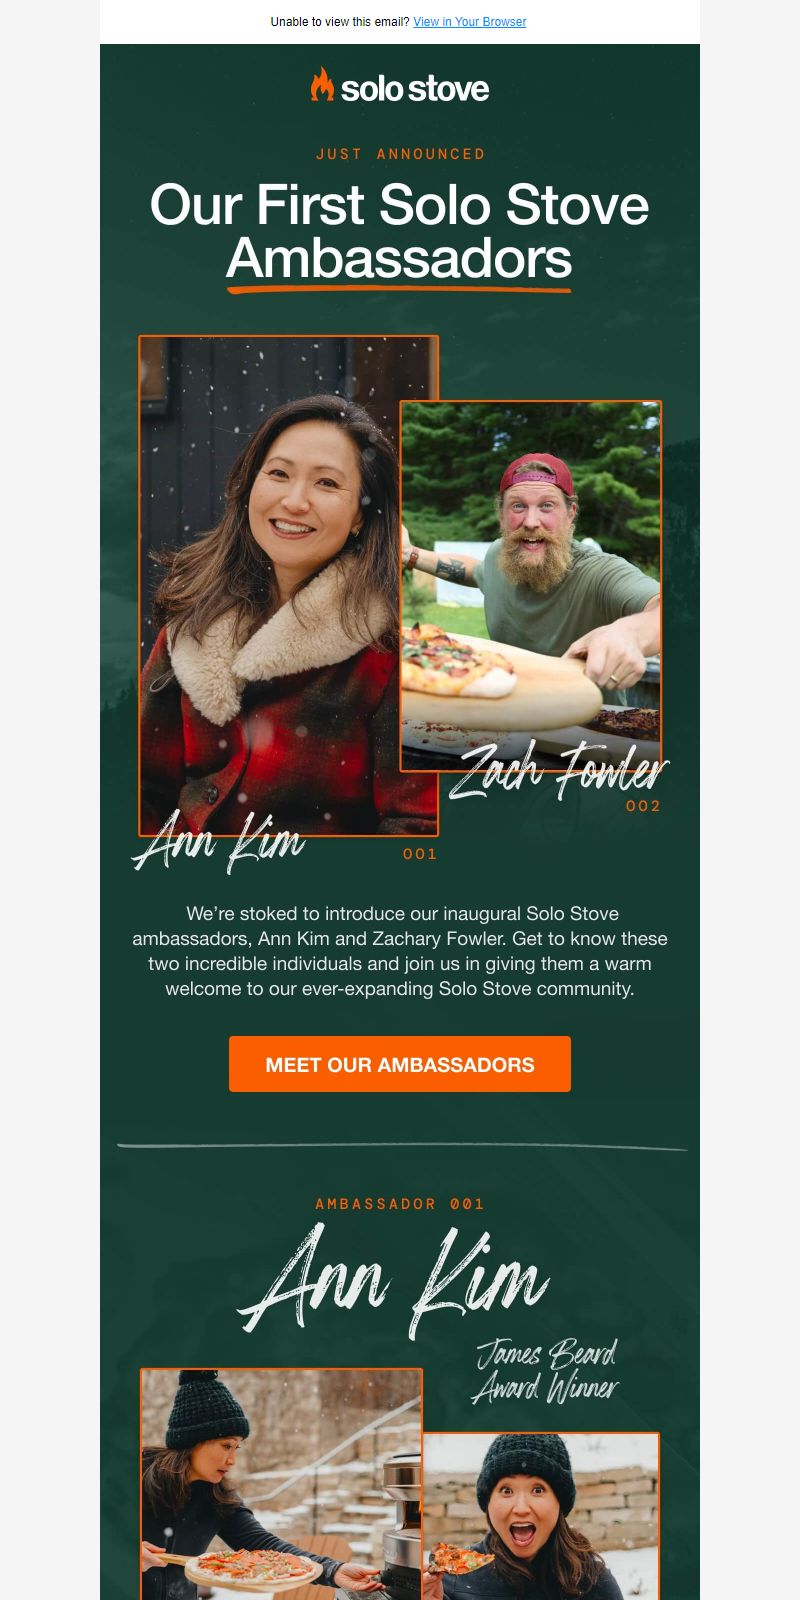 Unable to view this email? View in Your Browser
solo stove
JUST ANNOUNCED
Our First Solo Stove
Ambassadors
Zach Fowler
002
Ann Kim
001
We’re stoked to introduce our inaugural Solo Stove
ambassadors, Ann Kim and Zachary Fowler. Get to know these
two incredible individuals and join us in giving them a warm
welcome to our ever-expanding Solo Stove community.
MEET OUR AMBASSADORS
AMBASSADOR 001
Ann Kim
James Beard
Award Winner